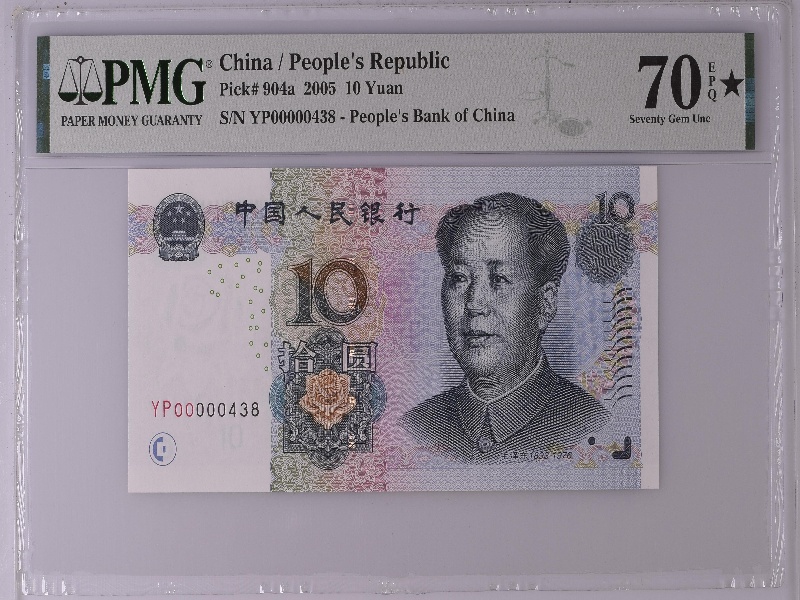 PMG®
PAPER MONEY GUARANTY
China / People's Republic
Pick# 904a 2005 10 Yuan
S/N YP00000438 - People's Bank of China
70 EPQ ★
Seventy Gem Unc
中国人民银行
10
10
拾圆
YP00000438